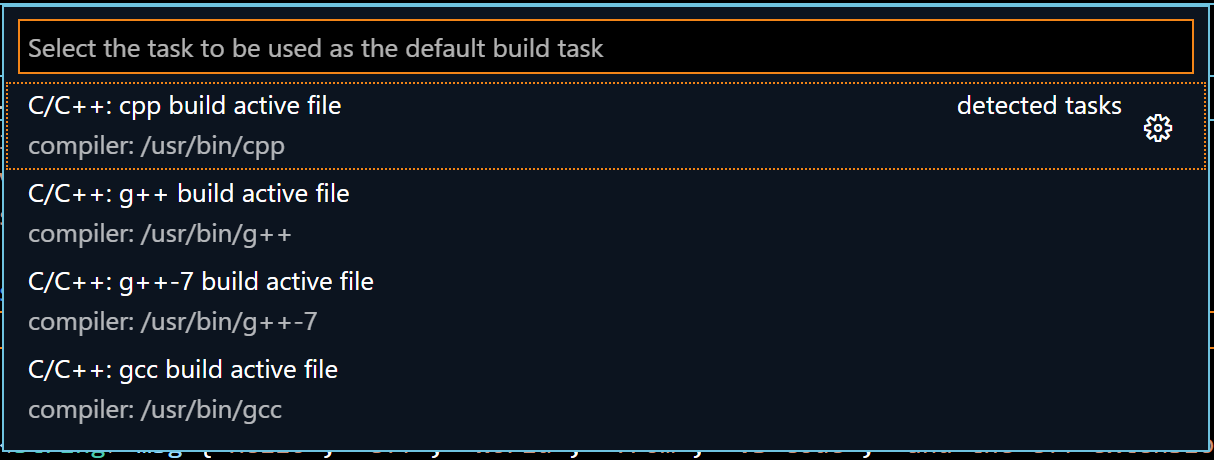 Select the task to be used as the default build task
C/C++: cpp build active file detected tasks
compiler: /usr/bin/cpp
C/C++: g++ build active file
compiler: /usr/bin/g++
C/C++: g++-7 build active file
compiler: /usr/bin/g++-7
C/C++: gcc build active file
compiler: /usr/bin/gcc